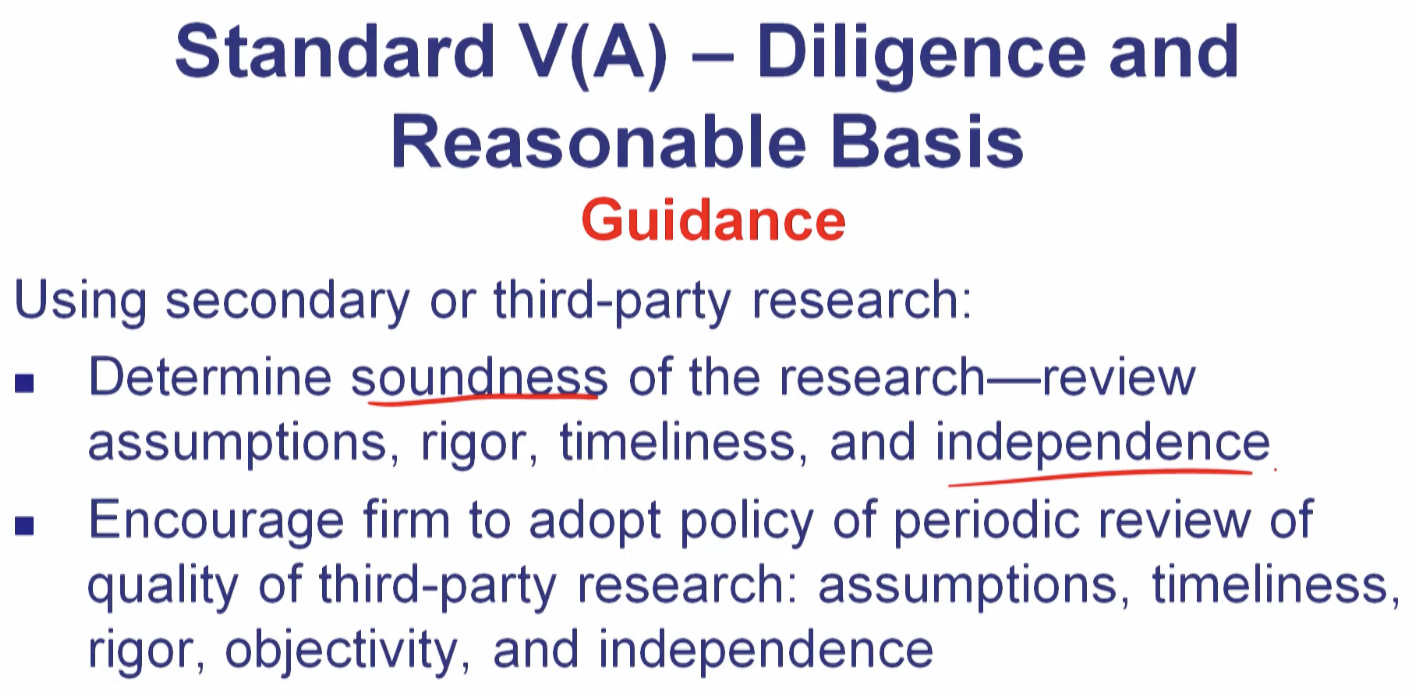 Standard V(A) – Diligence and
Reasonable Basis
Guidance
Using secondary or third-party research:
▪ Determine soundness of the research—review
assumptions, rigor, timeliness, and independence
▪ Encourage firm to adopt policy of periodic review of
quality of third-party research: assumptions, timeliness,
rigor, objectivity, and independence